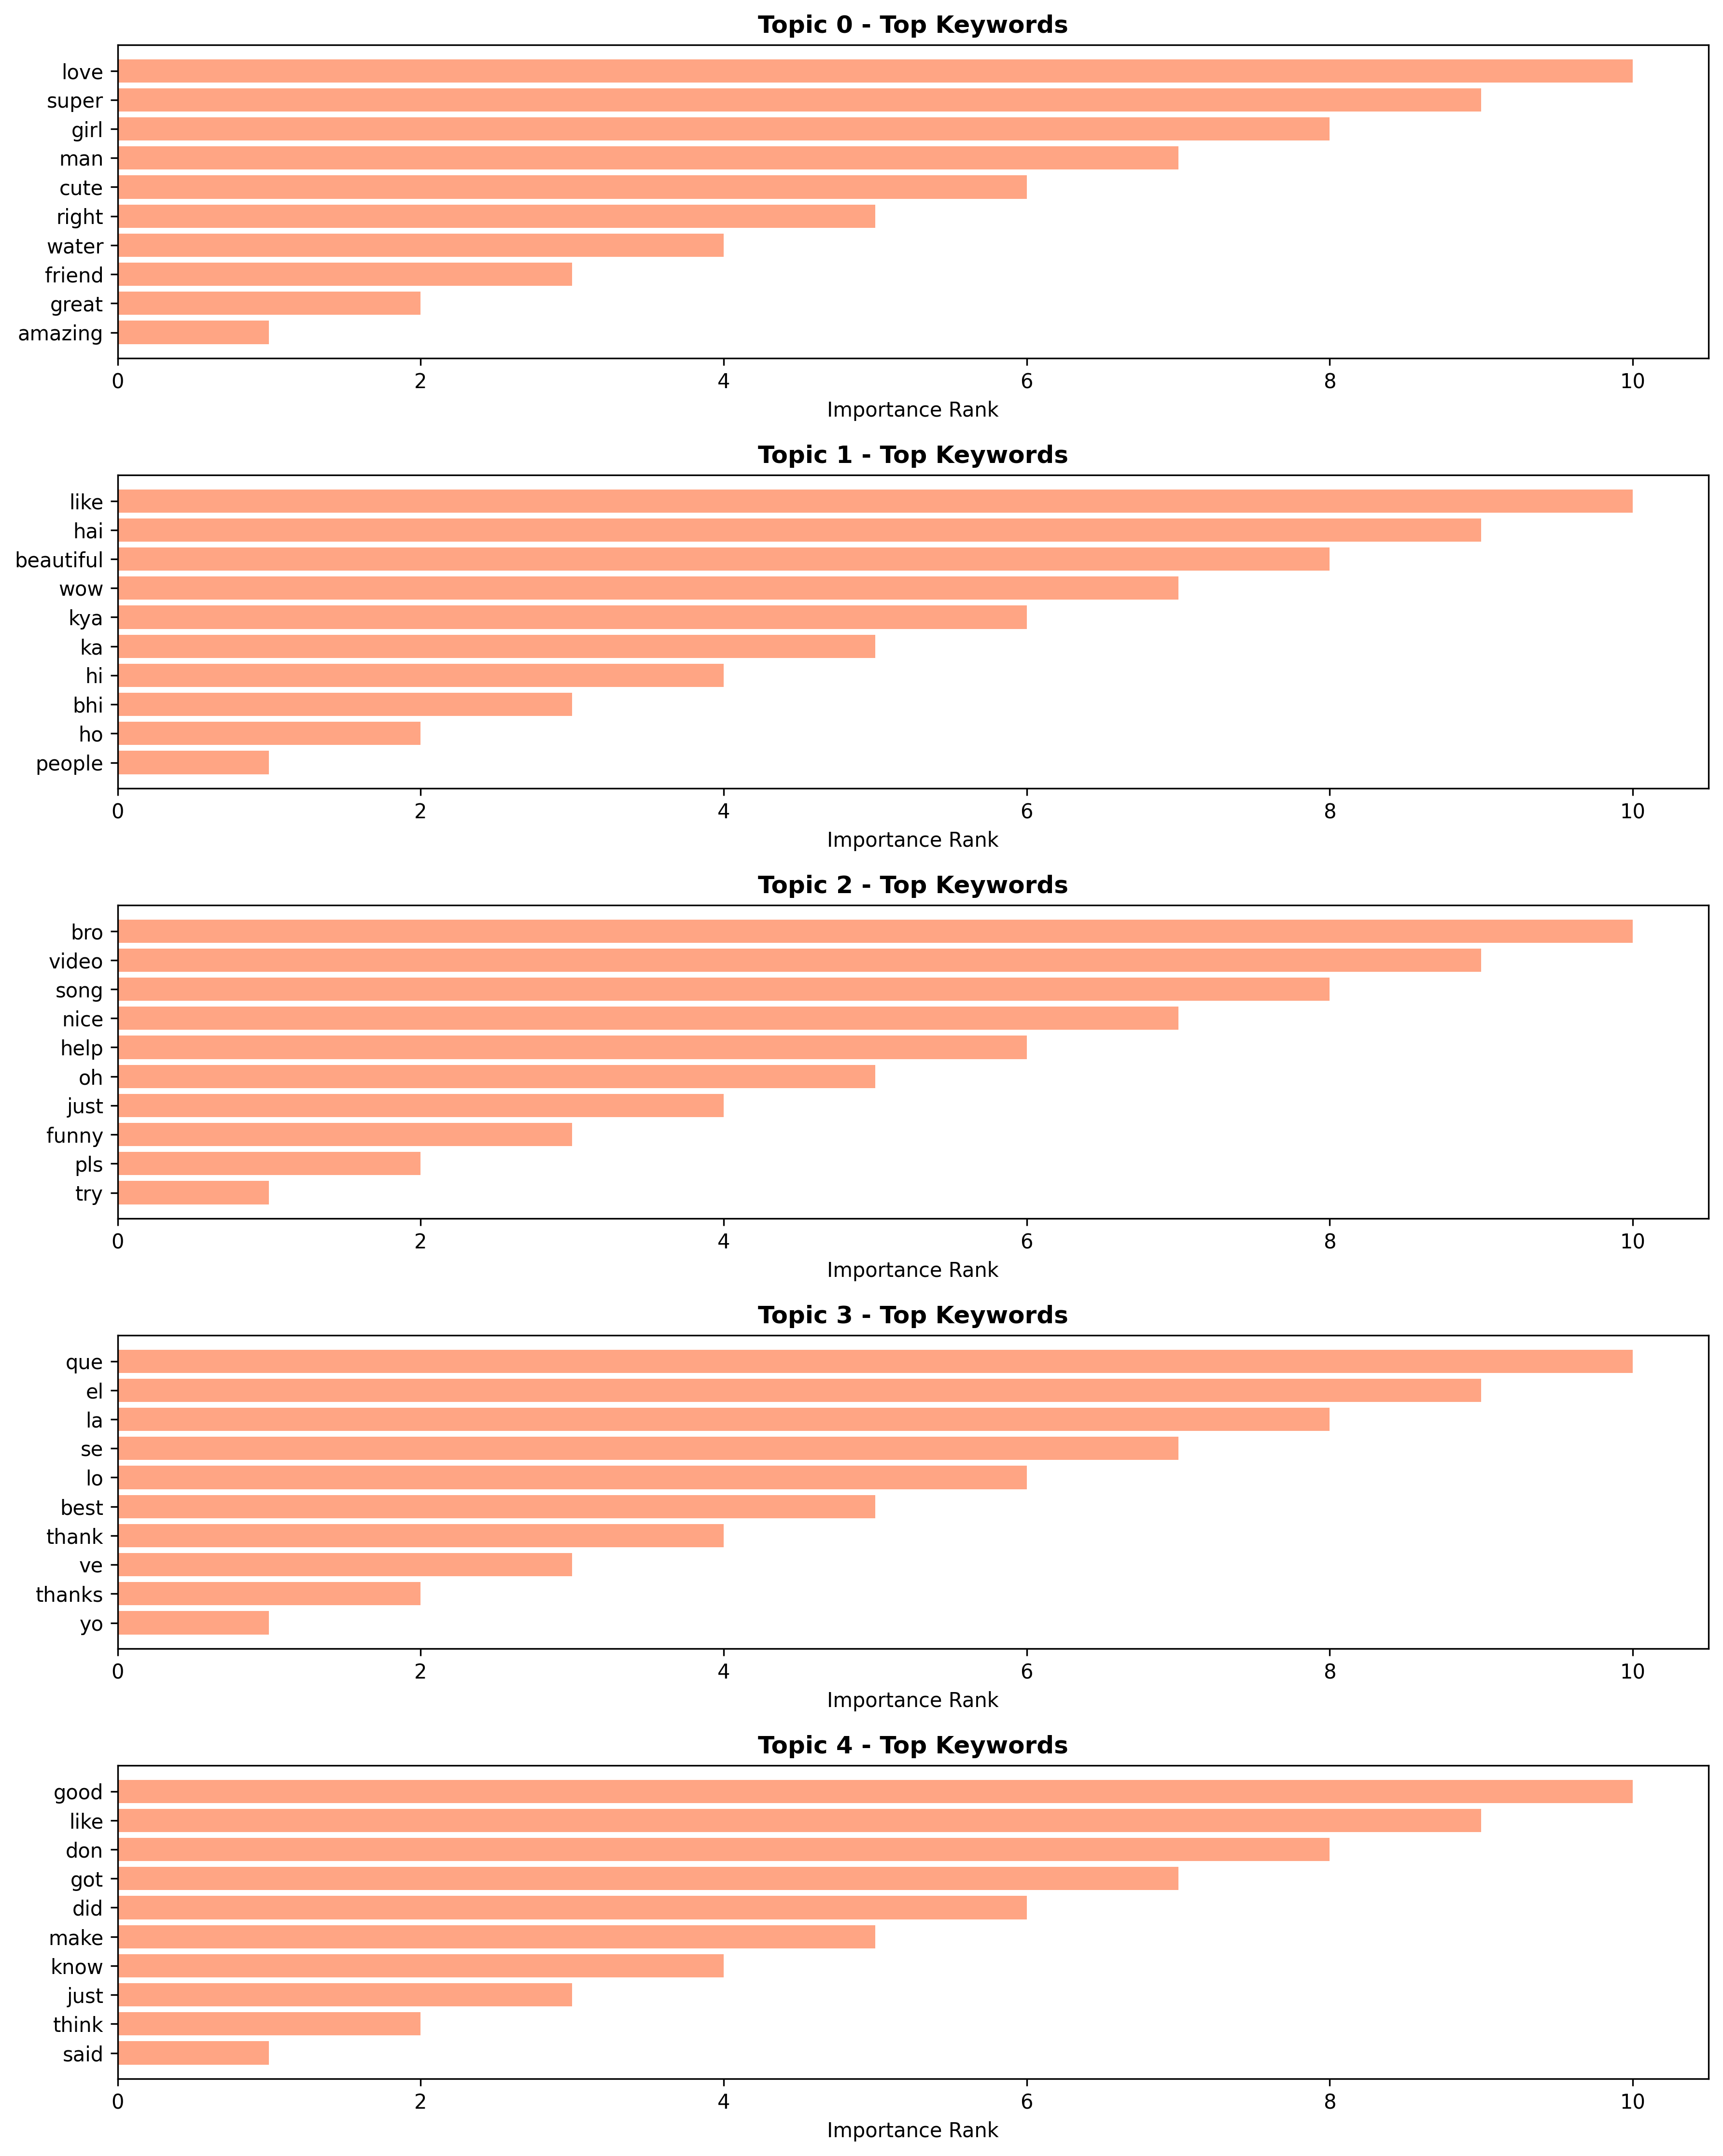 Topic 0 - Top Keywords
love
super
girl
man
cute
right
water
friend
great
amazing
0 2 4 6 8 10
Importance Rank
Topic 1 - Top Keywords
like
hai
beautiful
wow
kya
ka
hi
bhi
ho
people
0 2 4 6 8 10
Importance Rank
Topic 2 - Top Keywords
bro
video
song
nice
help
oh
just
funny
pls
try
0 2 4 6 8 10
Importance Rank
Topic 3 - Top Keywords
que
el
la
se
lo
best
thank
ve
thanks
yo
0 2 4 6 8 10
Importance Rank
Topic 4 - Top Keywords
good
like
don
got
did
make
know
just
think
said
0 2 4 6 8 10
Importance Rank